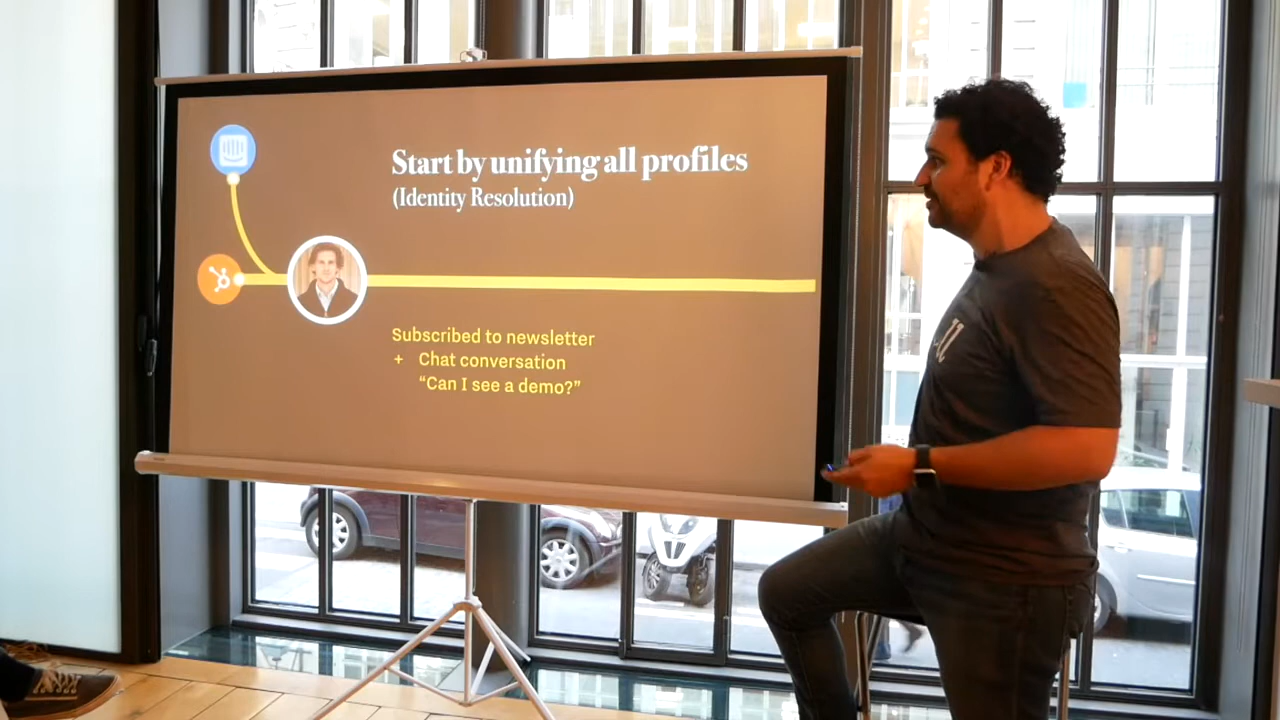 Start by unifying all profiles
(Identity Resolution)
Subscribed to newsletter
+ Chat conversation
“Can I see a demo?”